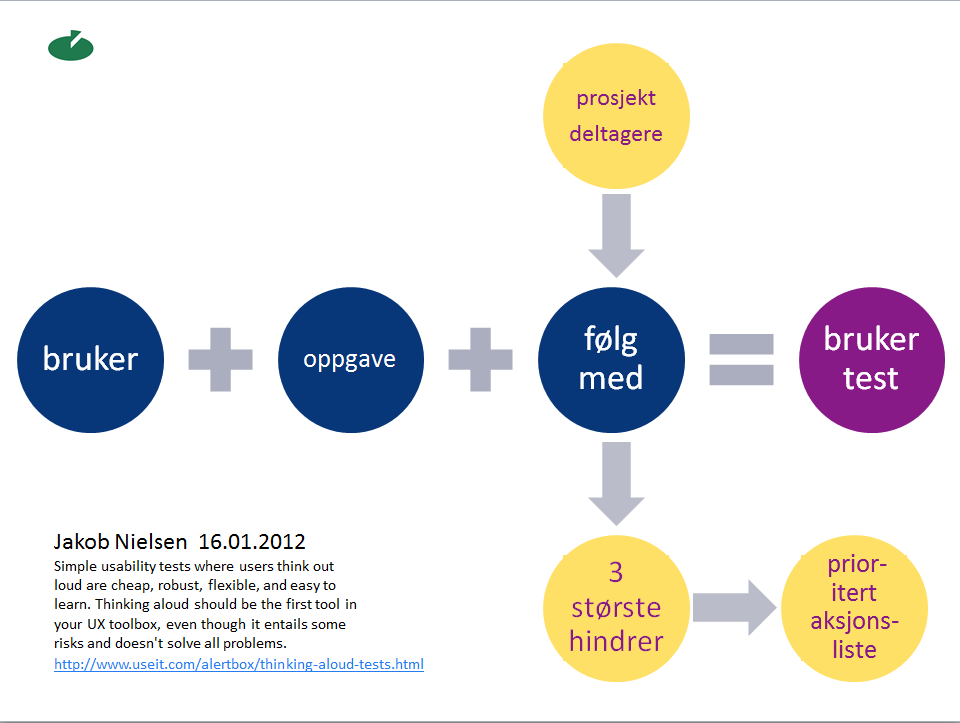 prosjekt
deltagere
bruker
oppgave
følg
med
bruker
test
3
største
hindrer
prior-
itert
aksjons-
liste
Jakob Nielsen 16.01.2012
Simple usability tests where users think out
loud are cheap, robust, flexible, and easy to
learn. Thinking aloud should be the first tool in
your UX toolbox, even though it entails some
risks and doesn't solve all problems.
http://www.useit.com/alertbox/thinking-aloud-tests.html